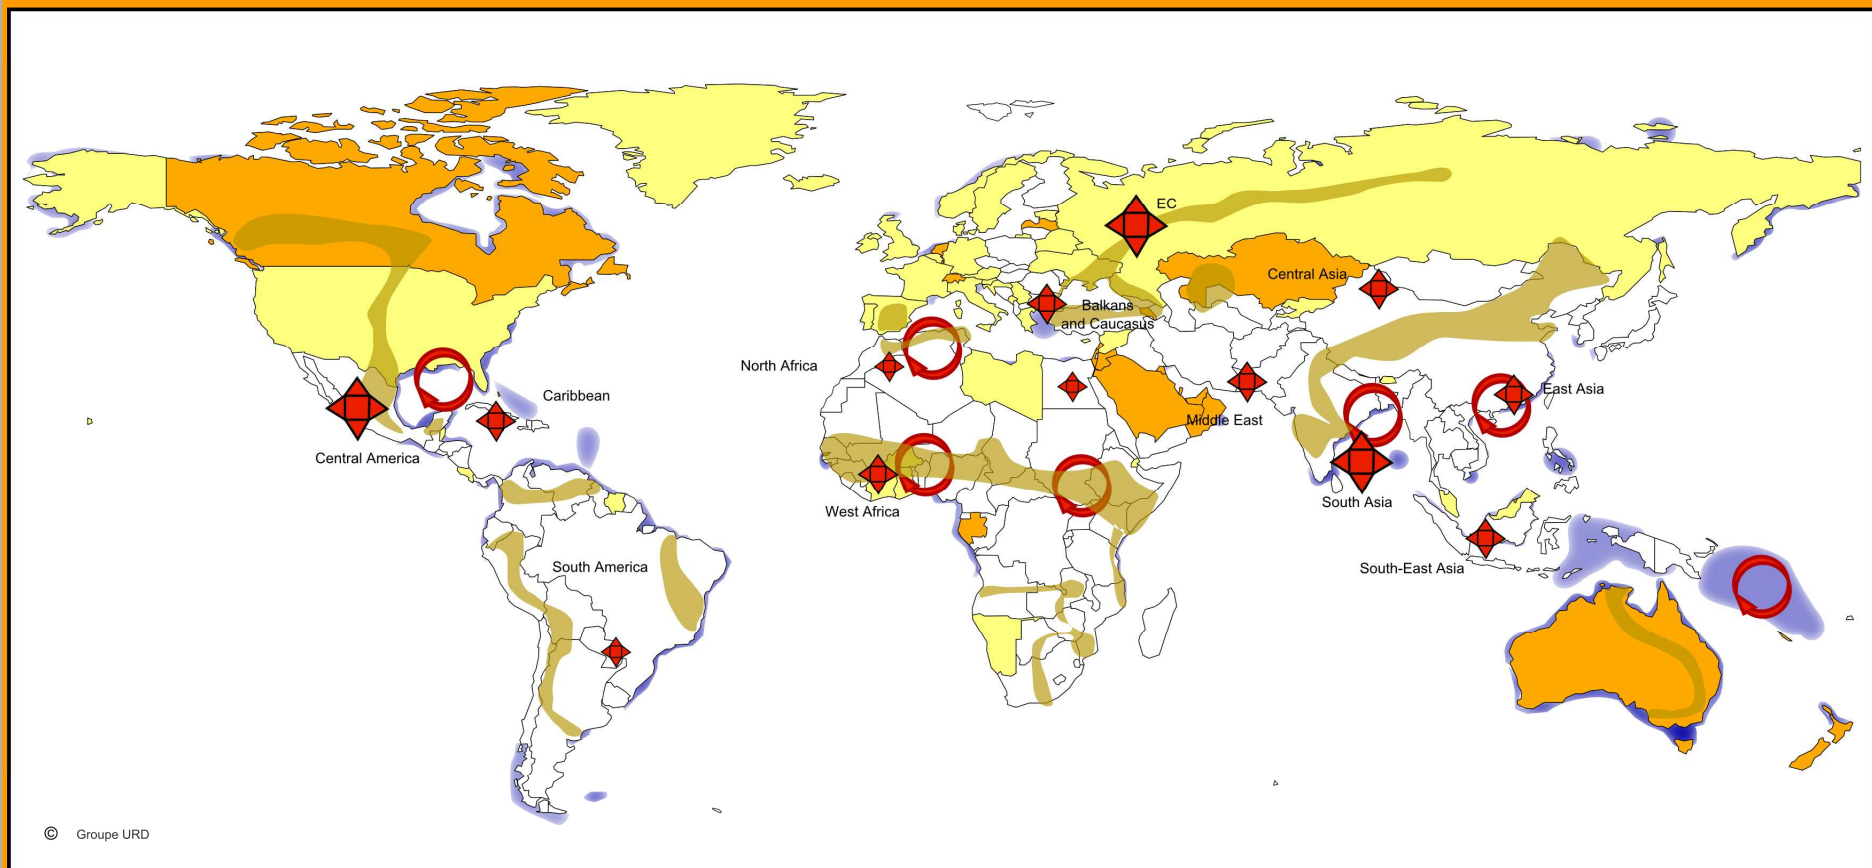 EC
Central Asia
Balkans
and Caucasus
North Africa
Caribbean
East Asia
Middle East
Central America
South Asia
West Africa
South America
South-East Asia
© Groupe URD